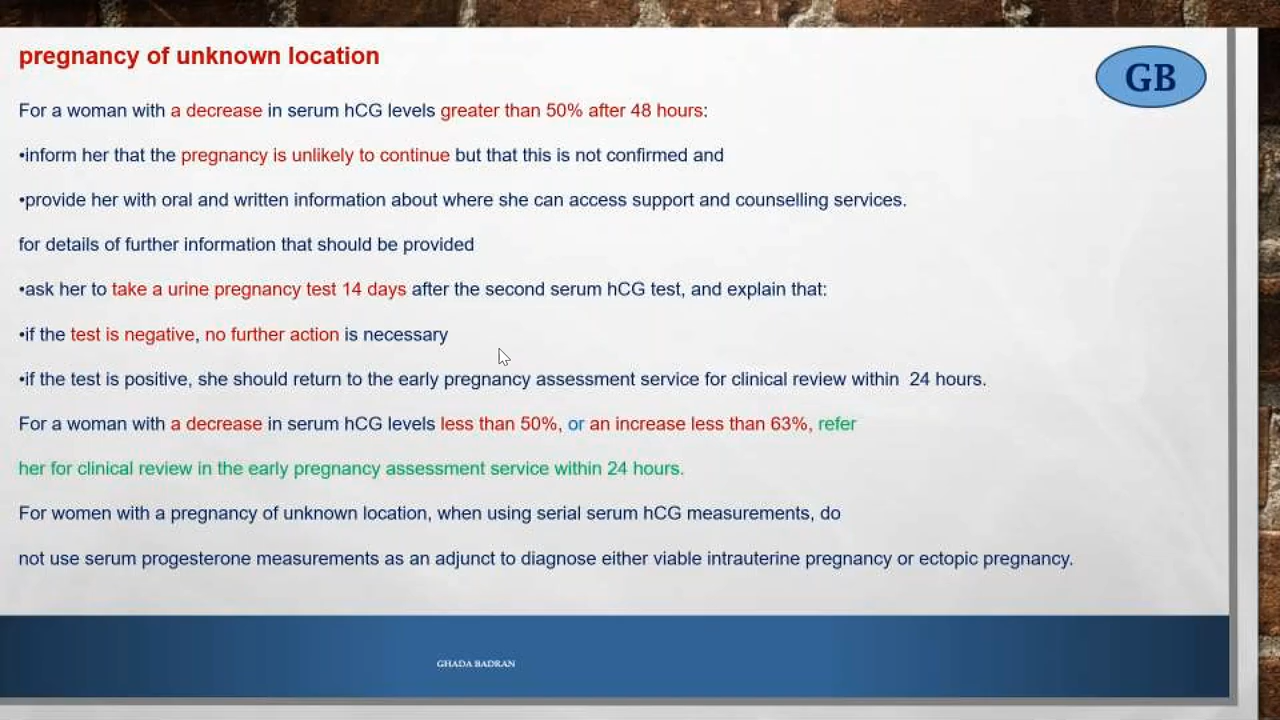 pregnancy of unknown location
GB
For a woman with a decrease in serum hCG levels greater than 50% after 48 hours:
•inform her that the pregnancy is unlikely to continue but that this is not confirmed and
•provide her with oral and written information about where she can access support and counselling services.
for details of further information that should be provided
•ask her to take a urine pregnancy test 14 days after the second serum hCG test, and explain that:
•if the test is negative, no further action is necessary
•if the test is positive, she should return to the early pregnancy assessment service for clinical review within  24 hours.
For a woman with a decrease in serum hCG levels less than 50%, or an increase less than 63%, refer
her for clinical review in the early pregnancy assessment service within 24 hours.
For women with a pregnancy of unknown location, when using serial serum hCG measurements, do
not use serum progesterone measurements as an adjunct to diagnose either viable intrauterine pregnancy or ectopic pregnancy.
GHADA BADRAN